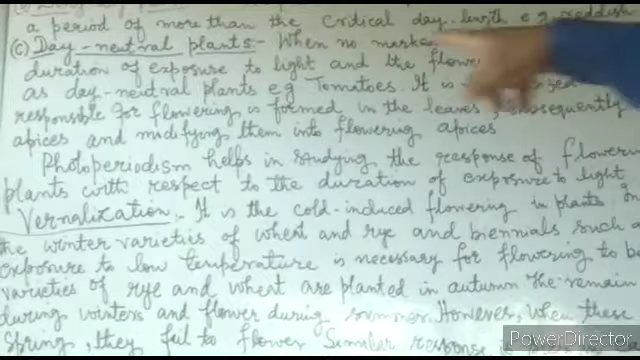 a period of more than the critical day-length e.g. raddish
(c) Day-neutral plants- When no
duration of exposure to light and the
as day-neutral plants e.g Tomatoes. It is
responsible for flowering is formed in the leaves, subsequently
apices and modifying them into flowering apices
Photoperiodism helps in studying the response of
plants with respect to the duration of exposure to light
Vernalization.- It is the cold-induced flowering in plants
the winter varieties of wheat and rye and biennials such
exposure to low temperature is necessary for flowering to
varieties of rye and wheat are planted in autumn The remain
during winters and flower during summer. However, when these
spring, they fail to flower Similar response is
PowerDirector